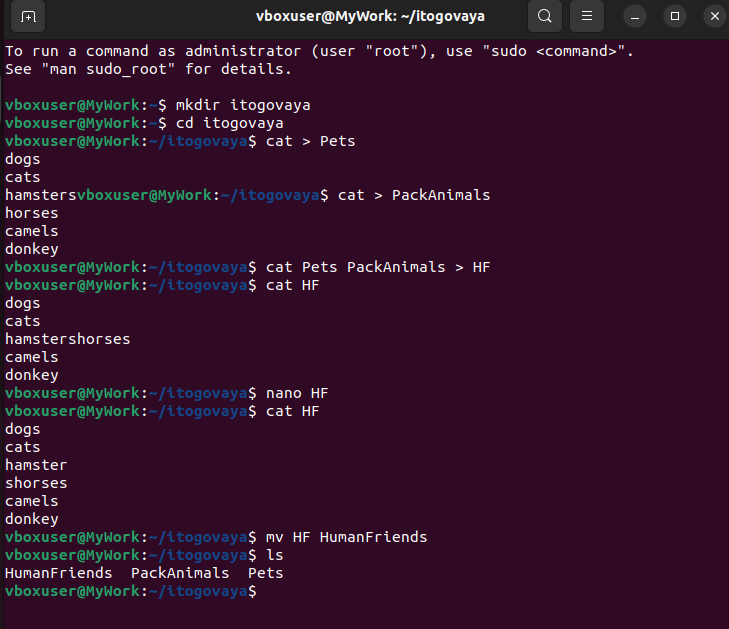 vboxuser@MyWork: ~/itogovaya
To run a command as administrator (user "root"), use "sudo <command>".
See "man sudo_root" for details.
vboxuser@MyWork:~$ mkdir itogovaya
vboxuser@MyWork:~$ cd itogovaya
vboxuser@MyWork:~/itogovaya$ cat > Pets
dogs
cats
hamstersvboxuser@MyWork:~/itogovaya$ cat > PackAnimals
horses
camels
donkey
vboxuser@MyWork:~/itogovaya$ cat Pets PackAnimals > HF
vboxuser@MyWork:~/itogovaya$ cat HF
dogs
cats
hamstershorses
camels
donkey
vboxuser@MyWork:~/itogovaya$ nano HF
vboxuser@MyWork:~/itogovaya$ cat HF
dogs
cats
hamster
shorses
camels
donkey
vboxuser@MyWork:~/itogovaya$ mv HF HumanFriends
vboxuser@MyWork:~/itogovaya$ ls
HumanFriends  PackAnimals  Pets
vboxuser@MyWork:~/itogovaya$